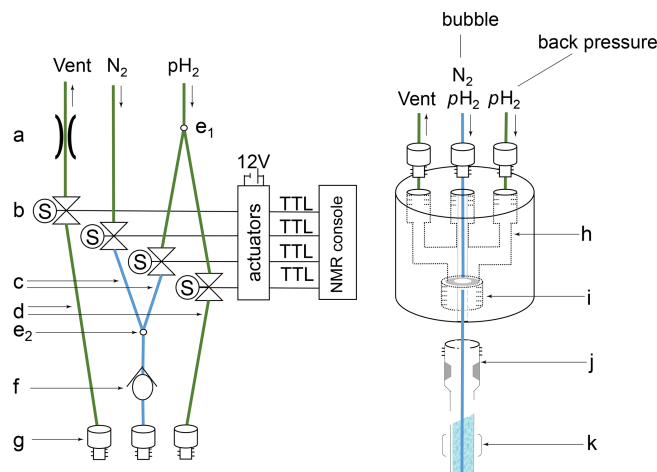 bubble
back pressure
Vent N₂ pH₂
N₂
Vent pH₂ pH₂
a
e₁
12V
b
S
TTL
S
TTL
S
TTL
S
TTL
actuators
NMR console
c
d
e₂
f
g
h
i
j
k